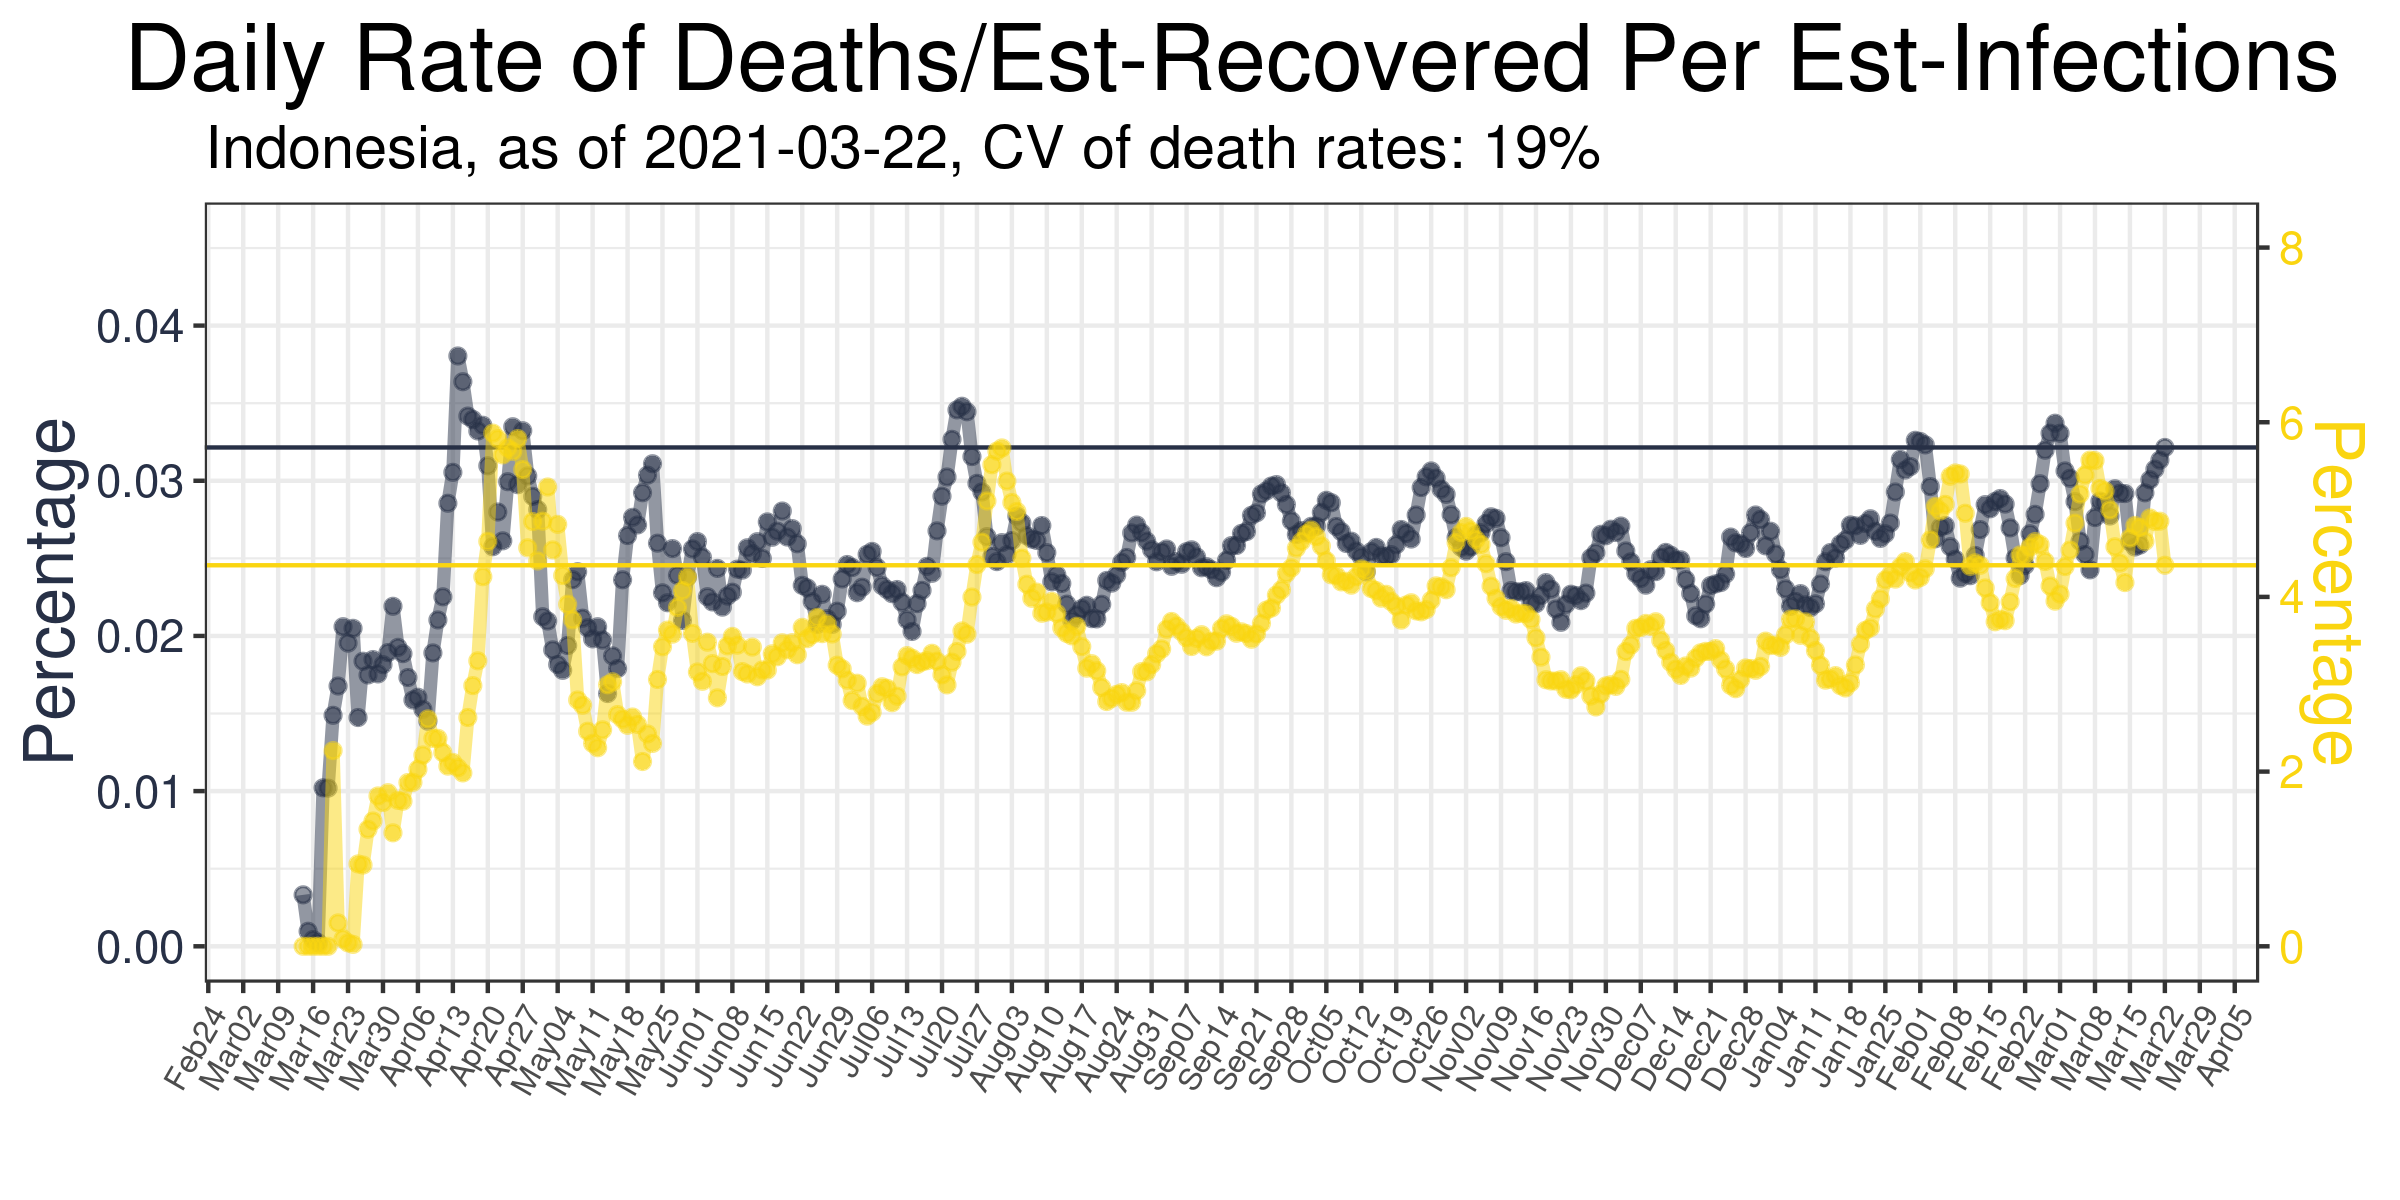 Daily Rate of Deaths/Est-Recovered Per Est-Infections
Indonesia, as of 2021-03-22, CV of death rates: 19%
Percentage
0.04
0.03
0.02
0.01
0.00
8
6
4
2
0
Percentage
Feb24
Mar02
Mar09
Mar16
Mar23
Mar30
Apr06
Apr13
Apr20
Apr27
May04
May11
May18
May25
Jun01
Jun08
Jun15
Jun22
Jun29
Jul06
Jul13
Jul20
Jul27
Aug03
Aug10
Aug17
Aug24
Aug31
Sep07
Sep14
Sep21
Sep28
Oct05
Oct12
Oct19
Oct26
Nov02
Nov09
Nov16
Nov23
Nov30
Dec07
Dec14
Dec21
Dec28
Jan04
Jan11
Jan18
Jan25
Feb01
Feb08
Feb15
Feb22
Mar01
Mar08
Mar15
Mar22
Mar29
Apr05